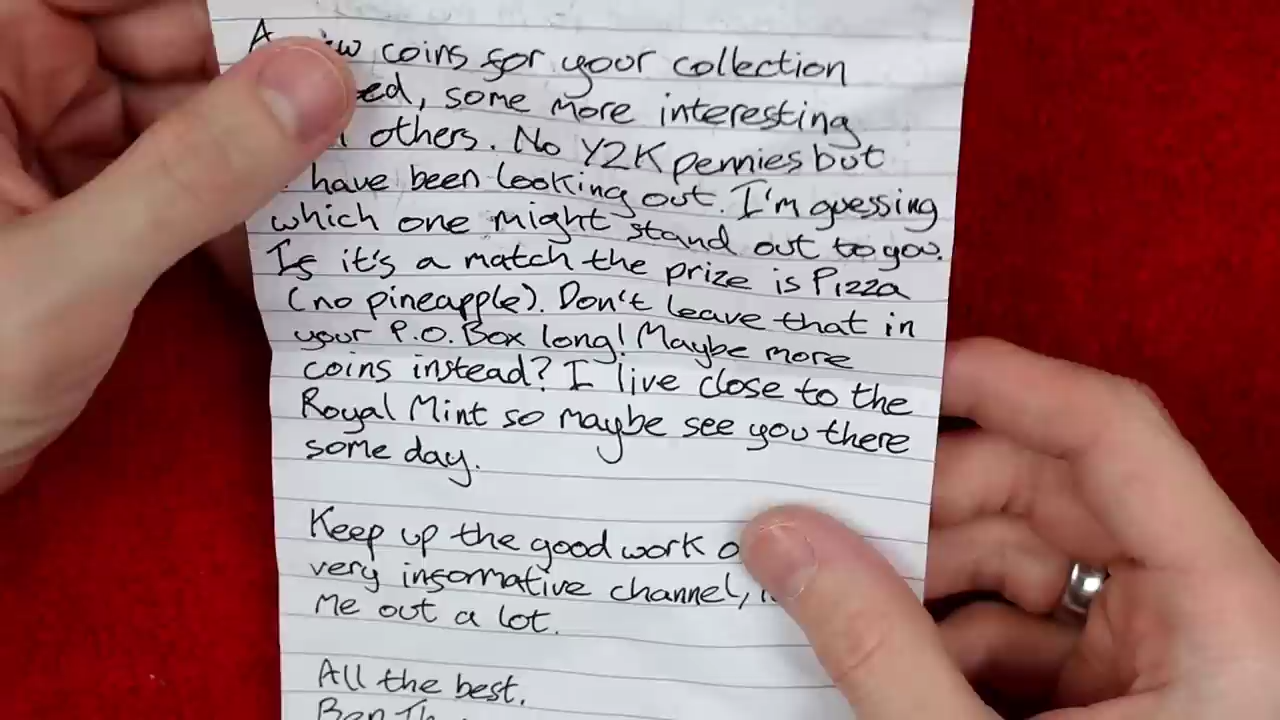 A coins for your collection
some more interesting
others. No Y2K pennies but
have been looking out. I'm guessing
which one might stand out to you.
If it's a match the prize is Pizza
(no pineapple). Don't leave that in
your P.O. Box long! Maybe more
coins instead? I live close to the
Royal Mint so maybe see you there
some day.
Keep up the good work
very informative channel,
me out a lot.
All the best.
Ben